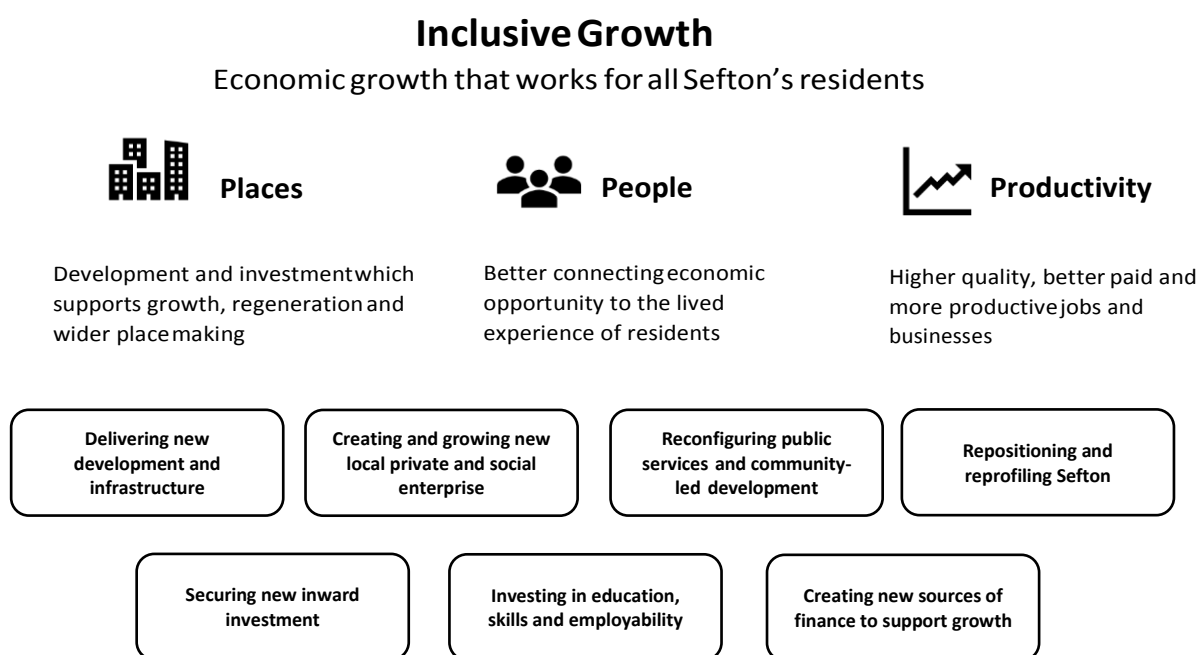 Inclusive Growth
Economic growth that works for all Sefton's residents
Places
People
Productivity
Development and investment which
supports growth, regeneration and
wider placemaking
Better connecting economic
opportunity to the lived
experience of residents
Higher quality, better paid and
more productive jobs and
businesses
Delivering new
development and
infrastructure
Creating and growing new
local private and social
enterprise
Reconfiguring public
services and community-
led development
Repositioning and
reprofiling Sefton
Securing new inward
investment
Investing in education,
skills and employability
Creating new sources of
finance to support growth